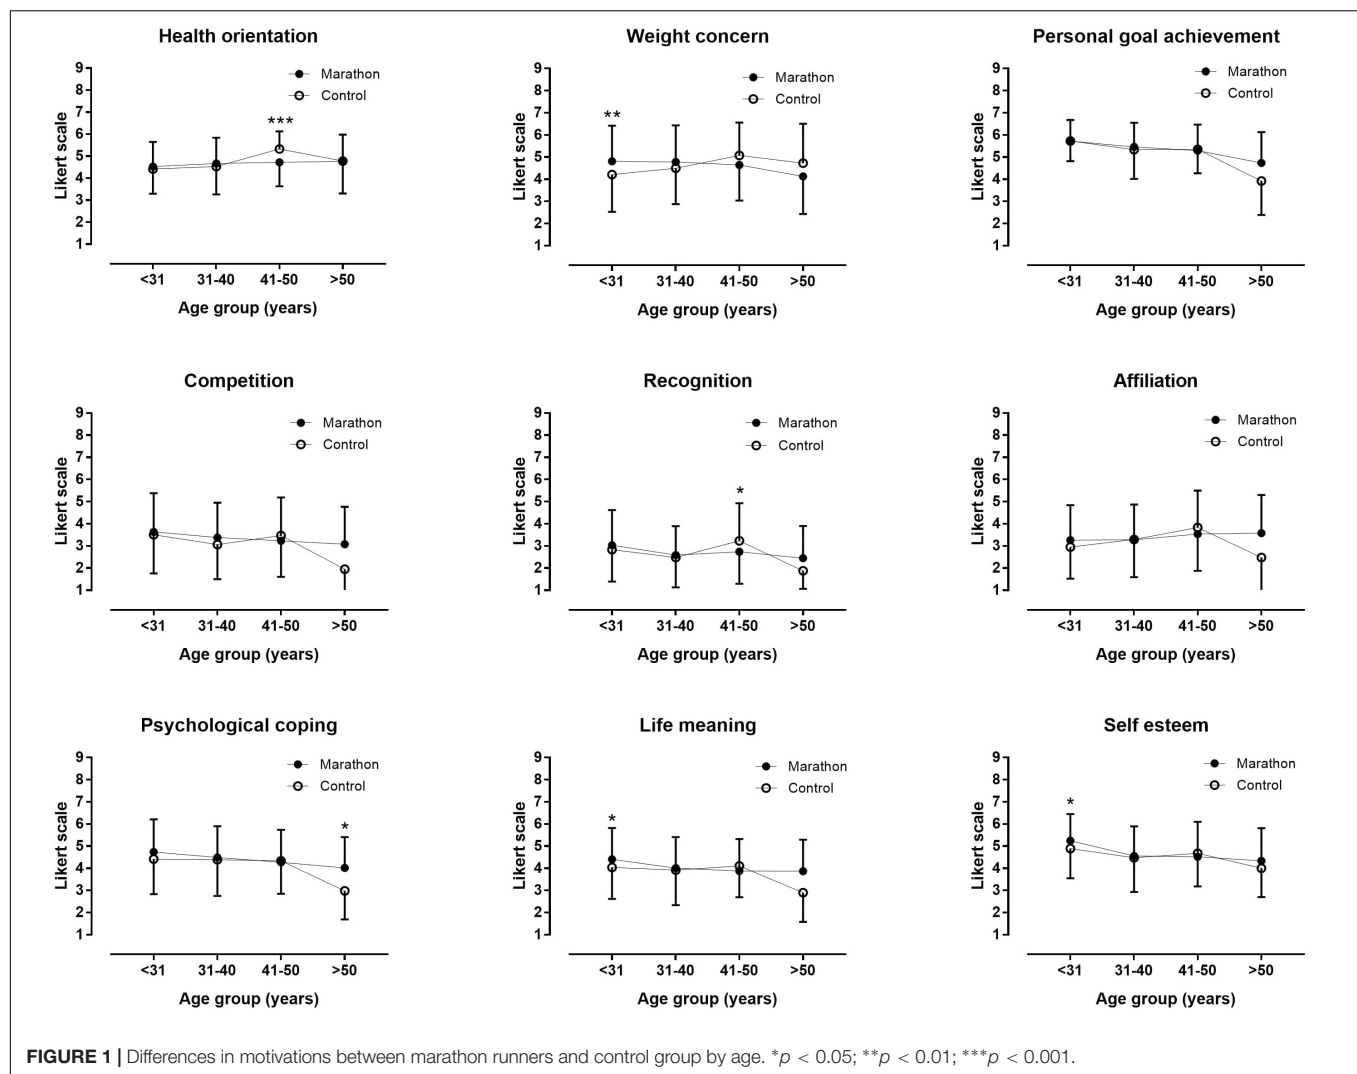 Health orientation
Weight concern
Personal goal achievement
9
8
7
6
5
4
3
2
1
Likert scale
Marathon
Control
***
<31 31-40 41-50 >50
Age group (years)
9
8
7
6
5
4
3
2
1
Likert scale
Marathon
Control
**
<31 31-40 41-50 >50
Age group (years)
9
8
7
6
5
4
3
2
1
Likert scale
Marathon
Control
<31 31-40 41-50 >50
Age group (years)
Competition
Recognition
Affiliation
9
8
7
6
5
4
3
2
1
Likert scale
Marathon
Control
<31 31-40 41-50 >50
Age group (years)
9
8
7
6
5
4
3
2
1
Likert scale
Marathon
Control
*
<31 31-40 41-50 >50
Age group (years)
9
8
7
6
5
4
3
2
1
Likert scale
Marathon
Control
<31 31-40 41-50 >50
Age group (years)
Psychological coping
Life meaning
Self esteem
9
8
7
6
5
4
3
2
1
Likert scale
Marathon
Control
*
<31 31-40 41-50 >50
Age group (years)
9
8
7
6
5
4
3
2
1
Likert scale
Marathon
Control
*
<31 31-40 41-50 >50
Age group (years)
9
8
7
6
5
4
3
2
1
Likert scale
Marathon
Control
*
<31 31-40 41-50 >50
Age group (years)
FIGURE 1 | Differences in motivations between marathon runners and control group by age. *p < 0.05; **p < 0.01; ***p < 0.001.